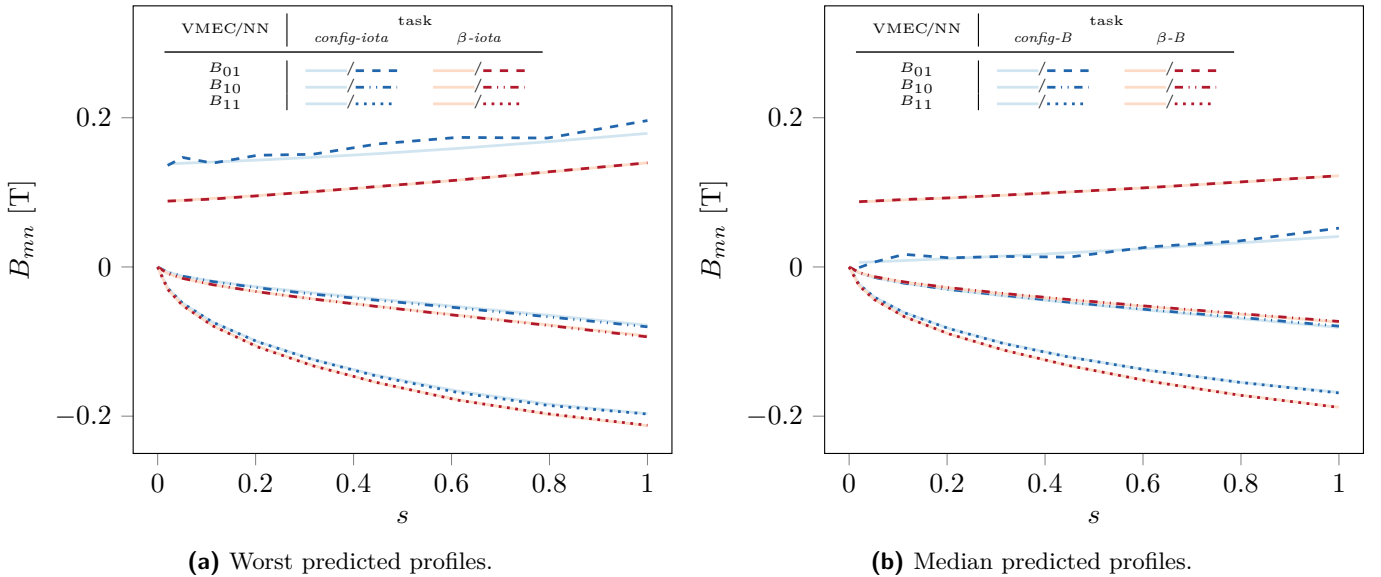 VMEC/NN task
config-iota β-iota
B01 / /
B10 / /
B11 / /
0.2
0
−0.2
Bmn [T]
0 0.2 0.4 0.6 0.8 1
s
(a) Worst predicted profiles.
VMEC/NN task
config-B β-B
B01 / /
B10 / /
B11 / /
0.2
0
−0.2
Bmn [T]
0 0.2 0.4 0.6 0.8 1
s
(b) Median predicted profiles.